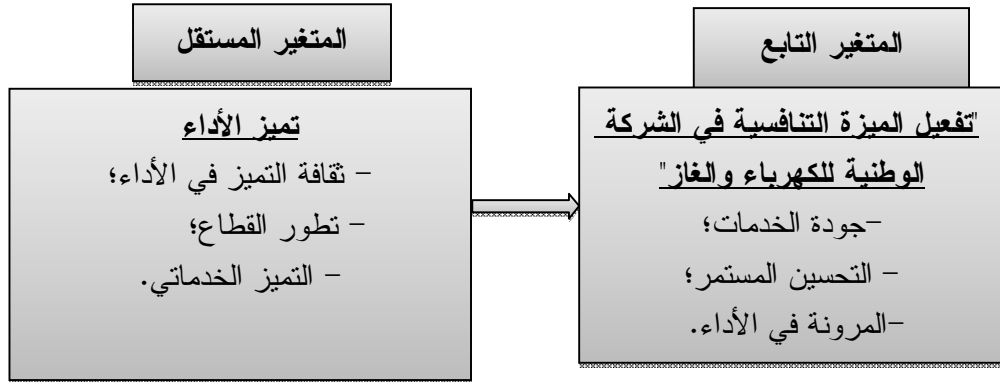 المتغير المستقل
تميز الأداء
- ثقافة التميز في الأداء؛
- تطور القطاع؛
- التميز الخدماتي.
المتغير التابع
"تفعيل الميزة التنافسية في الشركة
الوطنية للكهرباء والغاز"
-جودة الخدمات؛
- التحسين المستمر؛
-المرونة في الأداء.